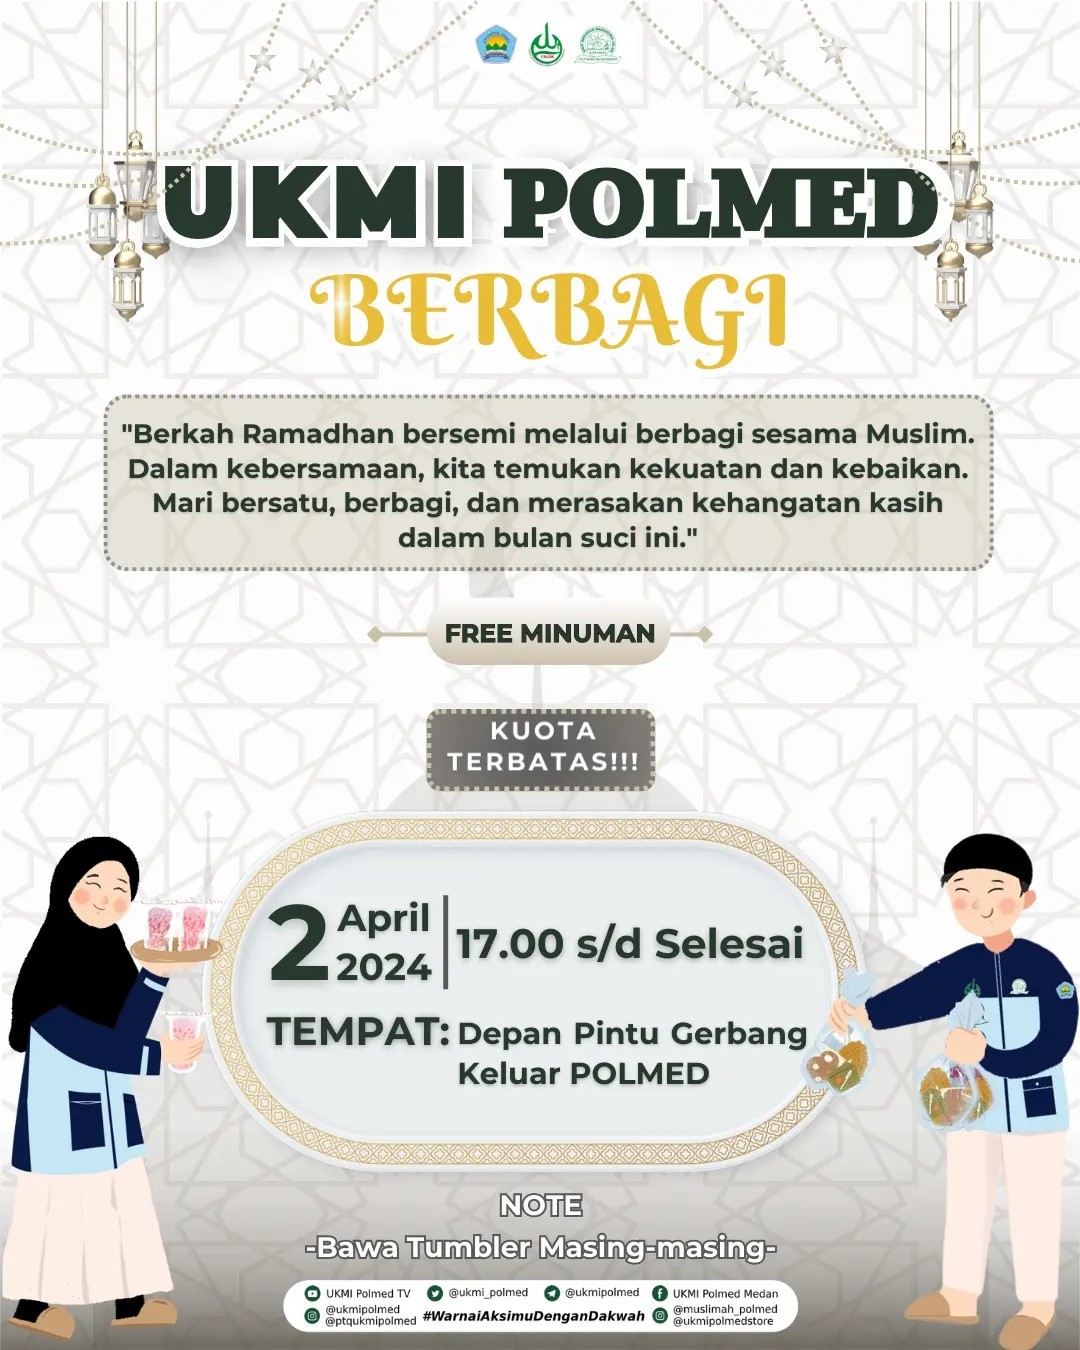 UKMI POLMED
BERBAGI
"Berkah Ramadhan bersemi melalui berbagi sesama Muslim.
Dalam kebersamaan, kita temukan kekuatan dan kebaikan.
Mari bersatu, berbagi, dan merasakan kehangatan kasih
dalam bulan suci ini."
FREE MINUMAN
KUOTA
TERBATAS!!!
2 April 2024 17.00 s/d Selesai
TEMPAT: Depan Pintu Gerbang
Keluar POLMED
NOTE
-Bawa Tumbler Masing-masing-
UKMI Polmed TV @ukmi_polmed @ukmipolmed UKMI Polmed Medan
@ukmipolmed
@ptqukmipolmed #WarnaiAksimuDenganDakwah @muslimah_polmed
@ukmipolmedstore